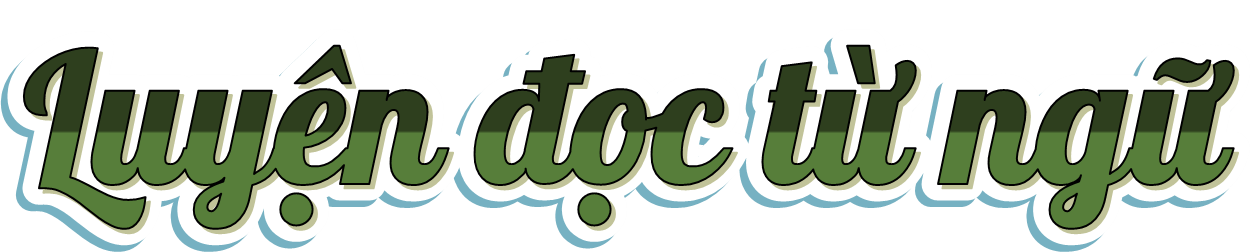 Luyện đọc từ ngữ